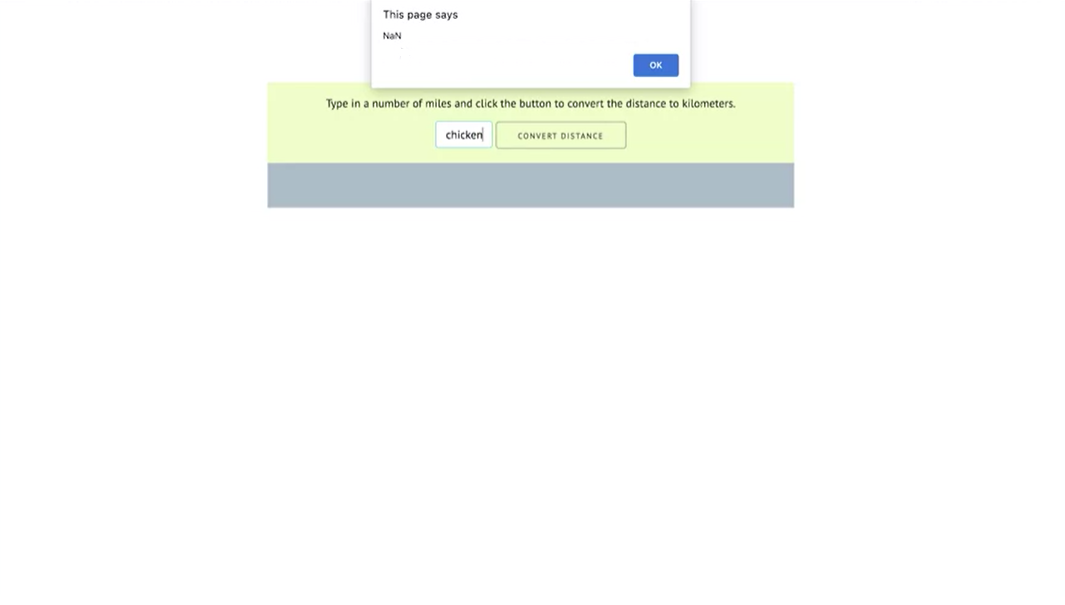 This page says
NaN
OK
Type in a number of miles and click the button to convert the distance to kilometers.
chicken
CONVERT DISTANCE